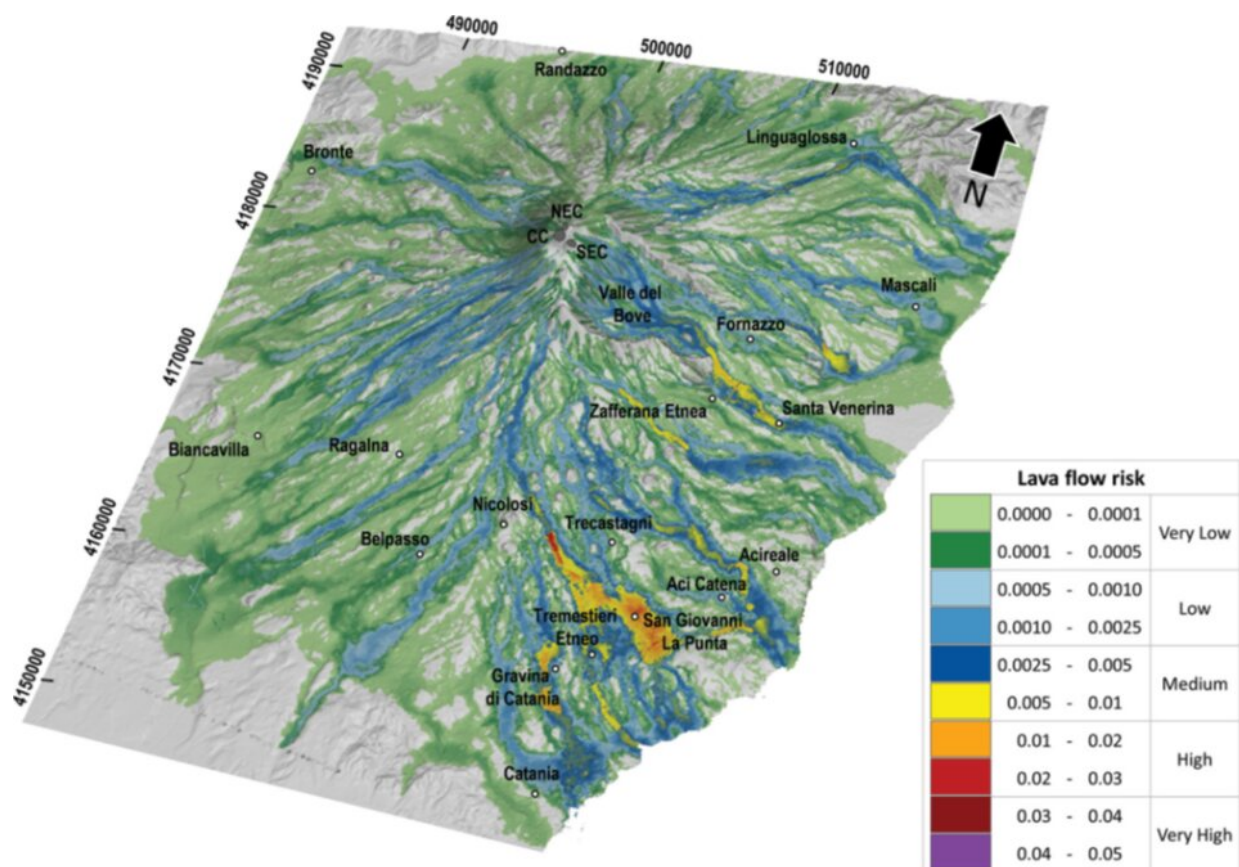 490000
500000
510000
4190000
4180000
4170000
4160000
4150000
Randazzo
Linguaglossa
Bronte
N
NEC
CC
SEC
Valle del
Bove
Mascali
Fornazzo
Zafferana Etnea
Santa Venerina
Biancavilla
Ragalna
Nicolosi
Trecastagni
Belpasso
Acireale
Aci Catena
Tremestieri
Etneo
San Giovanni
La Punta
Gravina
di Catania
Catania
Lava flow risk
0.0000 - 0.0001
Very Low
0.0001 - 0.0005
0.0005 - 0.0010
Low
0.0010 - 0.0025
0.0025 - 0.005
Medium
0.005 - 0.01
0.01 - 0.02
High
0.02 - 0.03
0.03 - 0.04
Very High
0.04 - 0.05